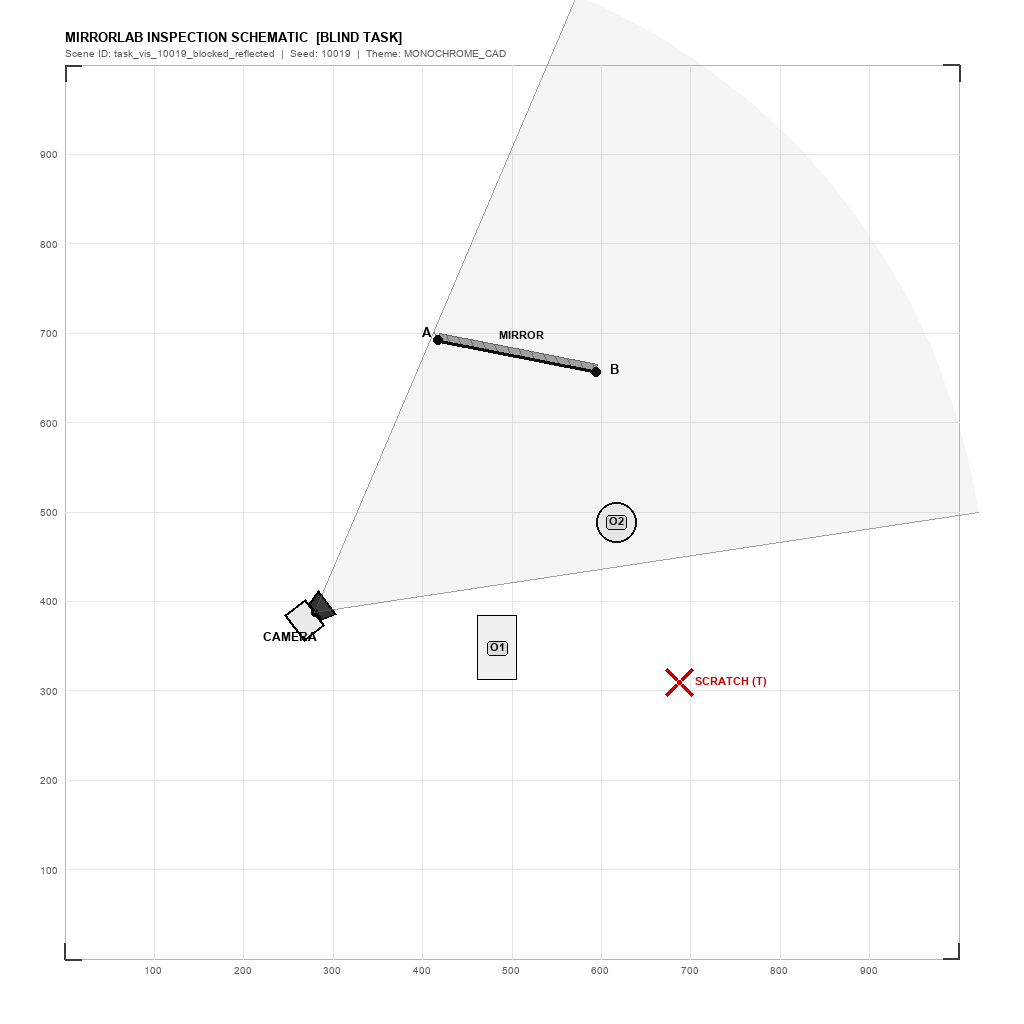 MIRRORLAB INSPECTION SCHEMATIC [BLIND TASK]
Scene ID: task_vis_10019_blocked_reflected | Seed: 10019 | Theme: MONOCHROME_CAD
900
800
700
600
500
400
300
200
100
A
MIRROR
B
O2
CAMERA
O1
SCRATCH (T)
100 200 300 400 500 600 700 800 900